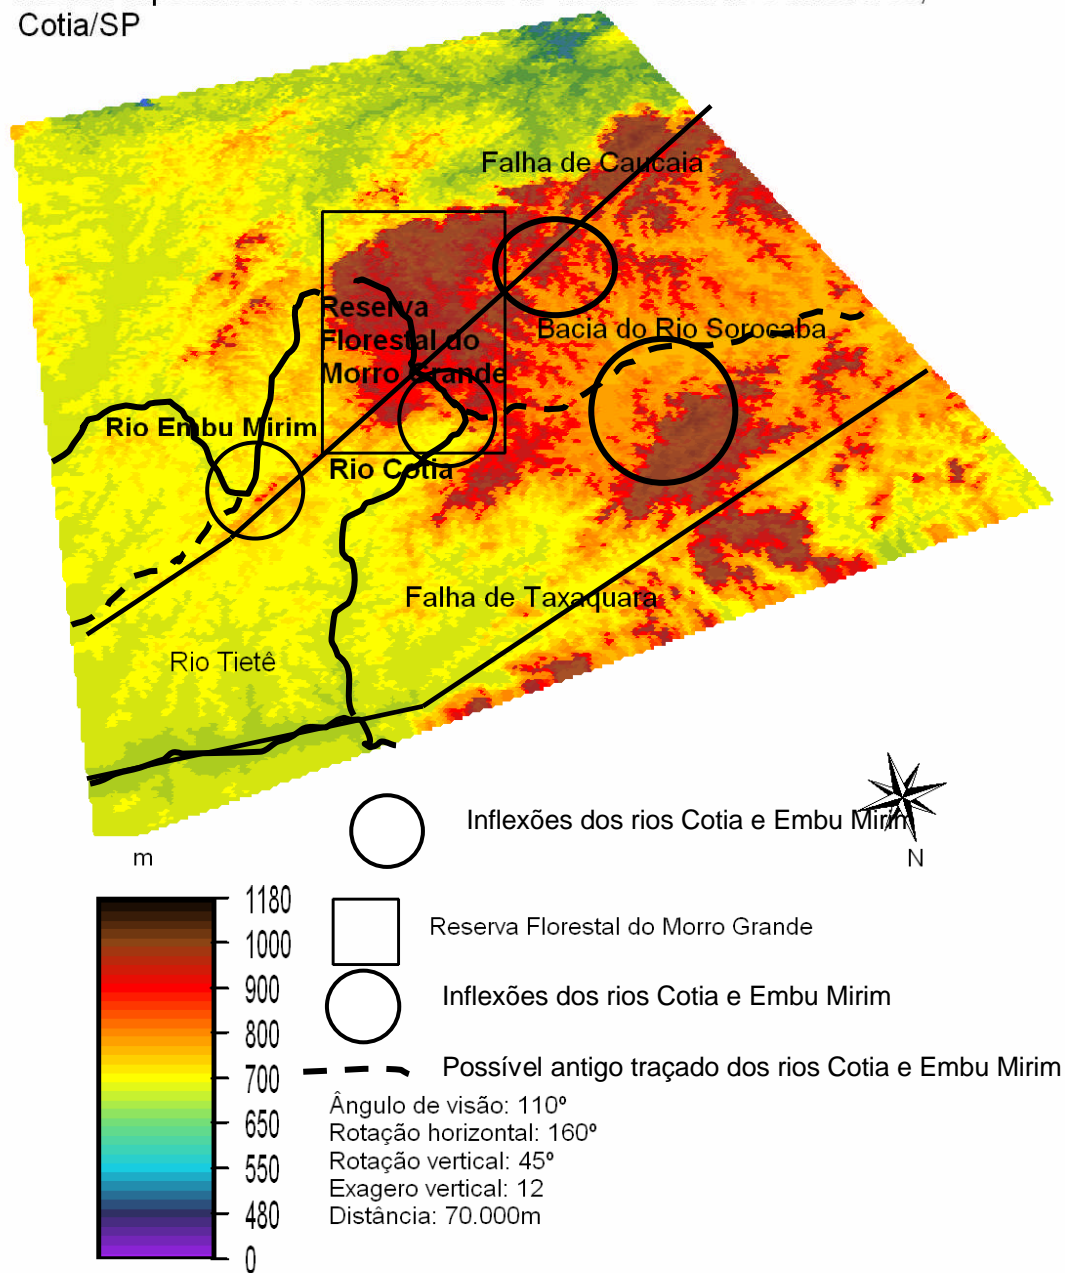 Cotia/SP
Falha de Caucaia
Reserva
Florestal do
Morro Grande
Bacia do Rio Sorocaba
Rio Embu Mirim
Rio Cotia
Falha de Taxaquara
Rio Tietê
Inflexões dos rios Cotia e Embu Mirim
N
m
1180
1000
900
800
700
650
550
480
0
Reserva Florestal do Morro Grande
Inflexões dos rios Cotia e Embu Mirim
Possível antigo traçado dos rios Cotia e Embu Mirim
Ângulo de visão: 110º
Rotação horizontal: 160º
Rotação vertical: 45º
Exagero vertical: 12
Distância: 70.000m